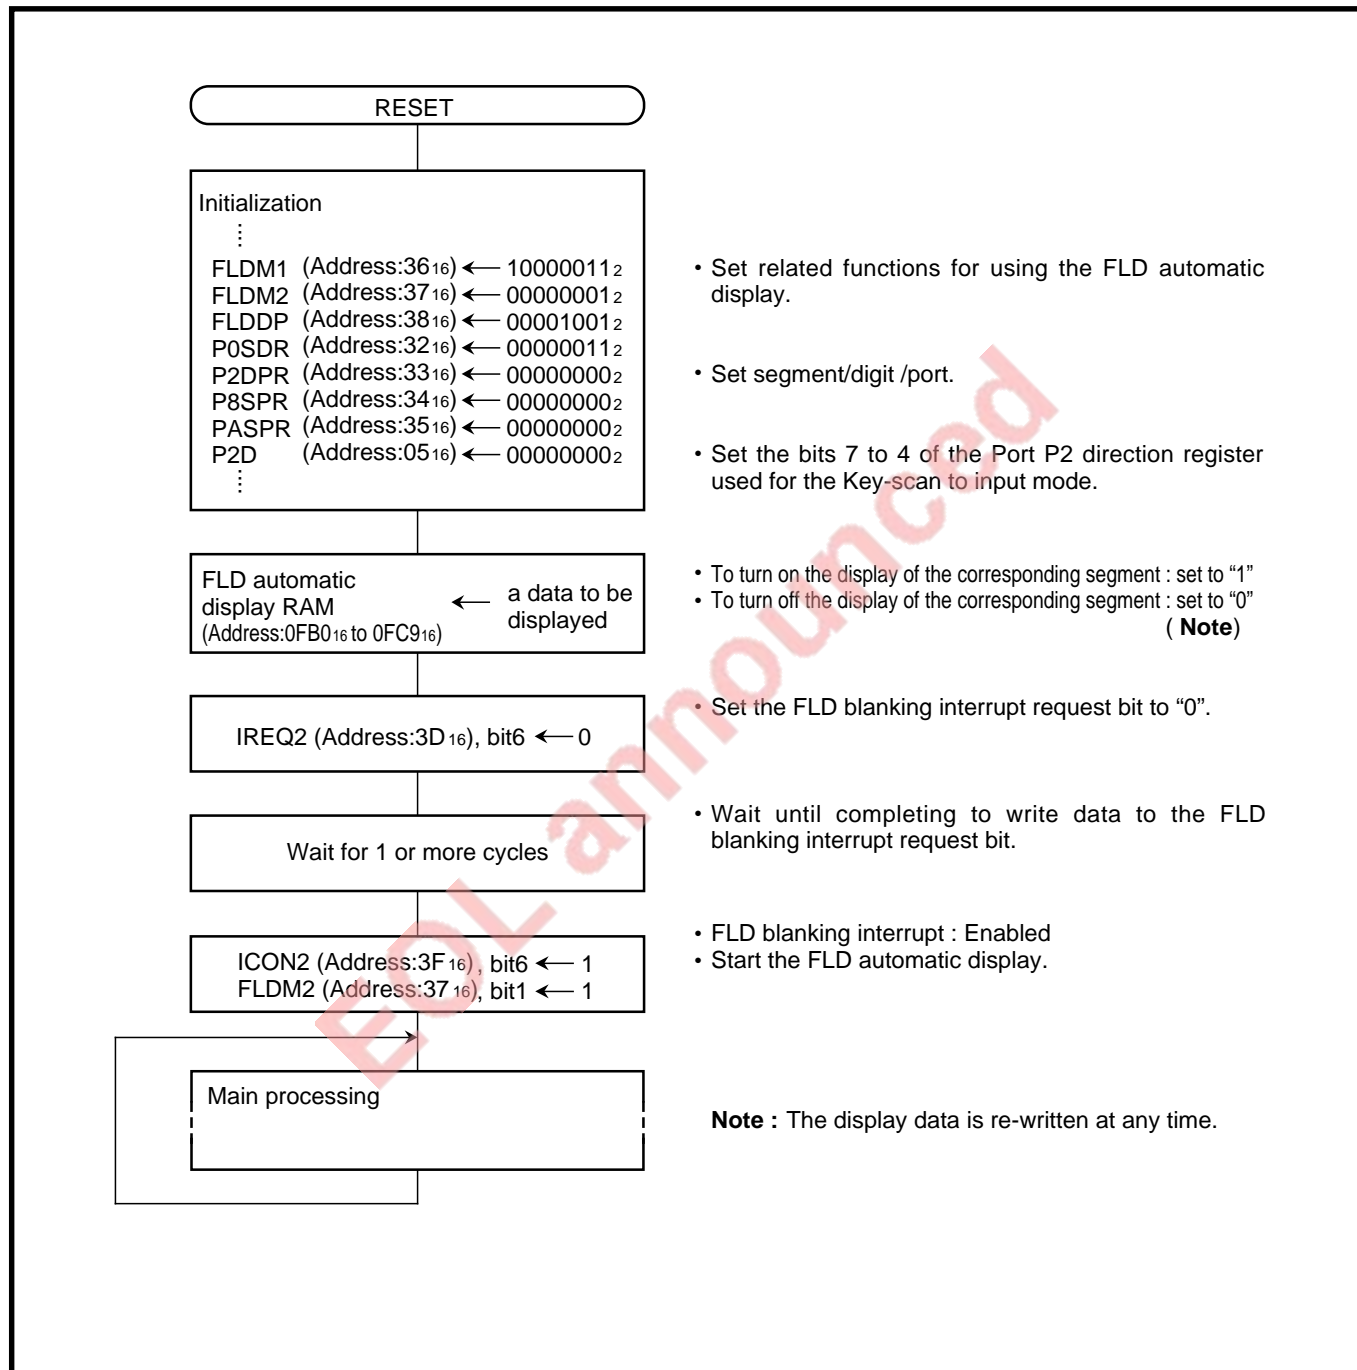 RESET
Initialization
FLDM1 (Address:3616) ← 100000112
FLDM2 (Address:3716) ← 000000012
FLDDP (Address:3816) ← 000010012
P0SDR (Address:3216) ← 000000112
P2DPR (Address:3316) ← 000000002
P8SPR (Address:3416) ← 000000002
PASPR (Address:3516) ← 000000002
P2D (Address:0516) ← 000000002
• Set related functions for using the FLD automatic
display.
• Set segment/digit /port.
• Set the bits 7 to 4 of the Port P2 direction register
used for the Key-scan to input mode.
FLD automatic
display RAM
(Address:0FB016 to 0FC916)
← a data to be
displayed
• To turn on the display of the corresponding segment : set to “1”
• To turn off the display of the corresponding segment : set to “0”
( Note)
IREQ2 (Address:3D16), bit6 ← 0
• Set the FLD blanking interrupt request bit to “0”.
Wait for 1 or more cycles
• Wait until completing to write data to the FLD
blanking interrupt request bit.
ICON2 (Address:3F16), bit6 ← 1
FLDM2 (Address:3716), bit1 ← 1
• FLD blanking interrupt : Enabled
• Start the FLD automatic display.
Main processing
Note : The display data is re-written at any time.
EOL announced